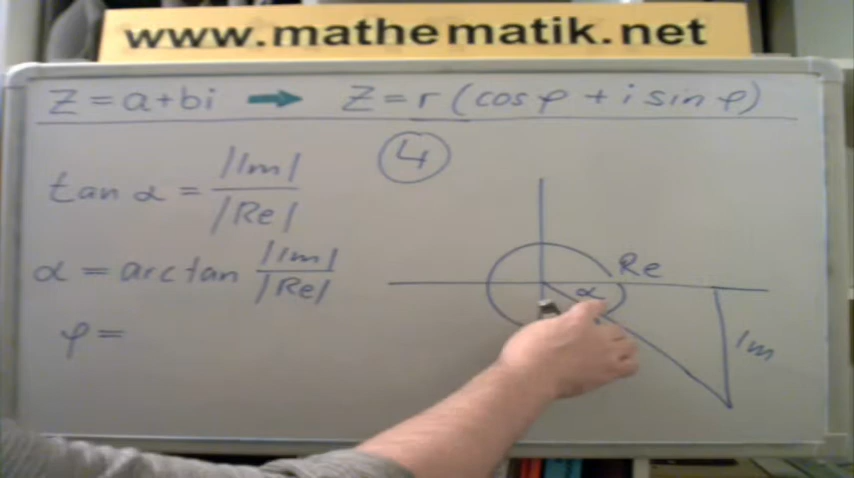 www.mathematik.net
Z = a + bi → Z = r (cos φ + i sin φ)
4
tan α = |Im| / |Re|
α = arctan |Im| / |Re|
φ =
Re
α
Im